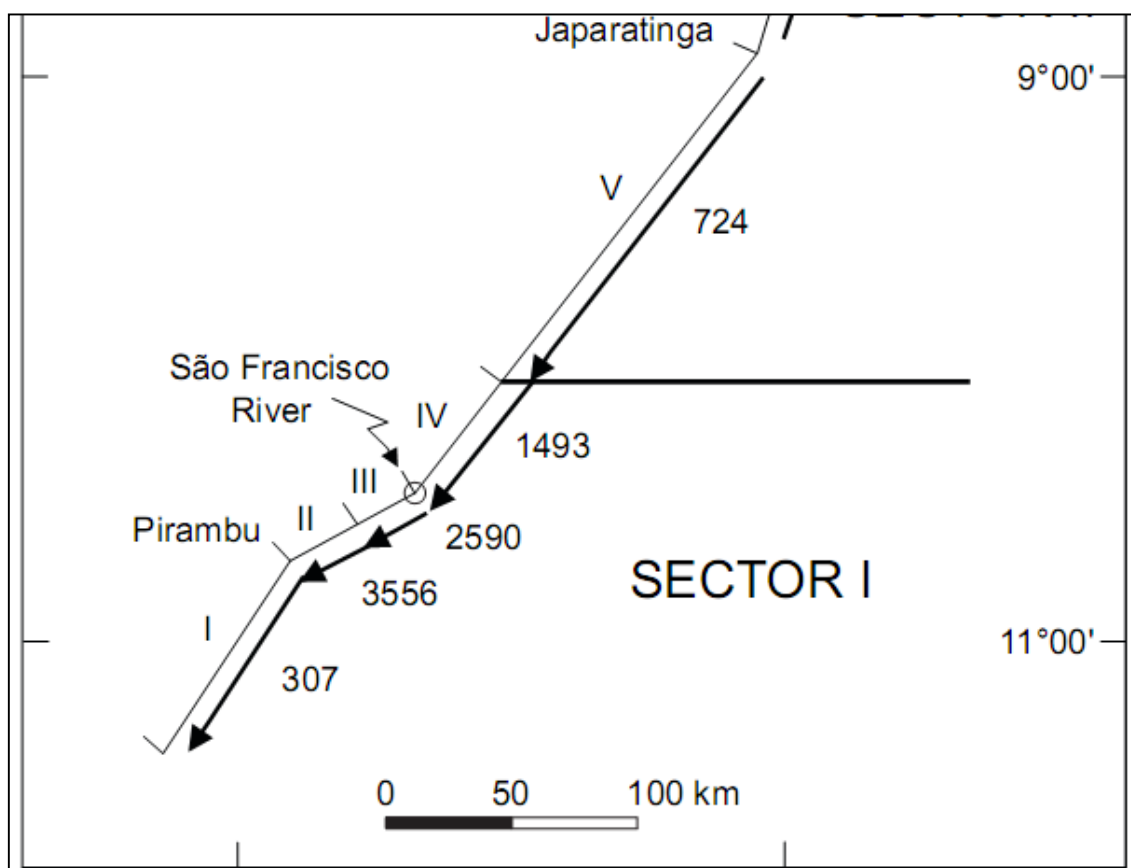 Japaratinga
9°00'
V
724
São Francisco
River
IV
1493
III
II
Pirambu
2590
3556
SECTOR I
I
11°00'
307
0 50 100 km